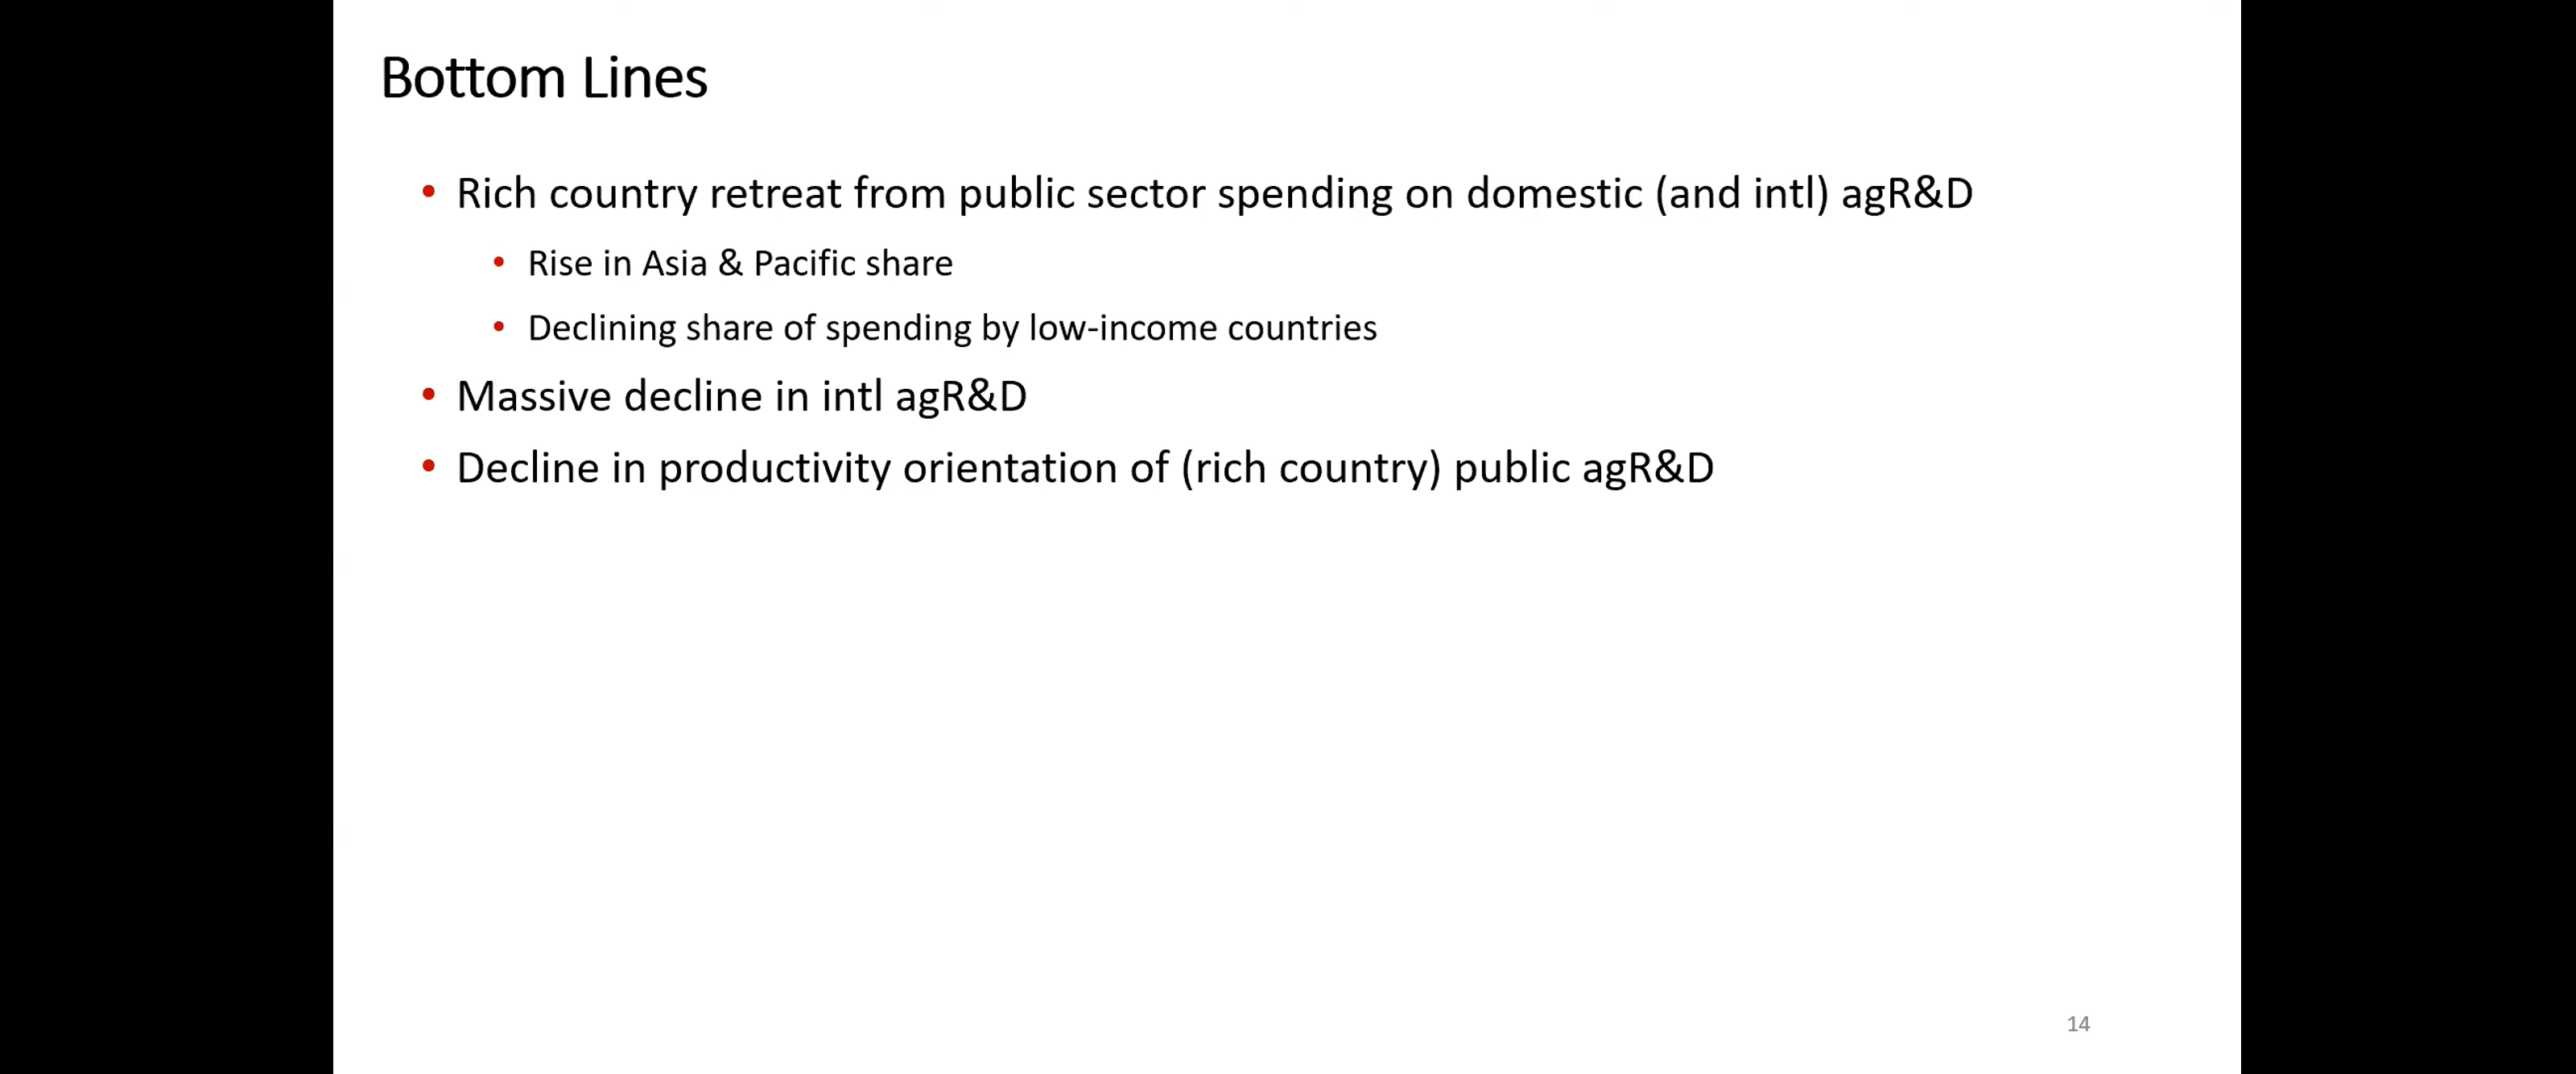 Bottom Lines
• Rich country retreat from public sector spending on domestic (and intl) agR&D
• Rise in Asia & Pacific share
• Declining share of spending by low-income countries
• Massive decline in intl agR&D
• Decline in productivity orientation of (rich country) public agR&D
14